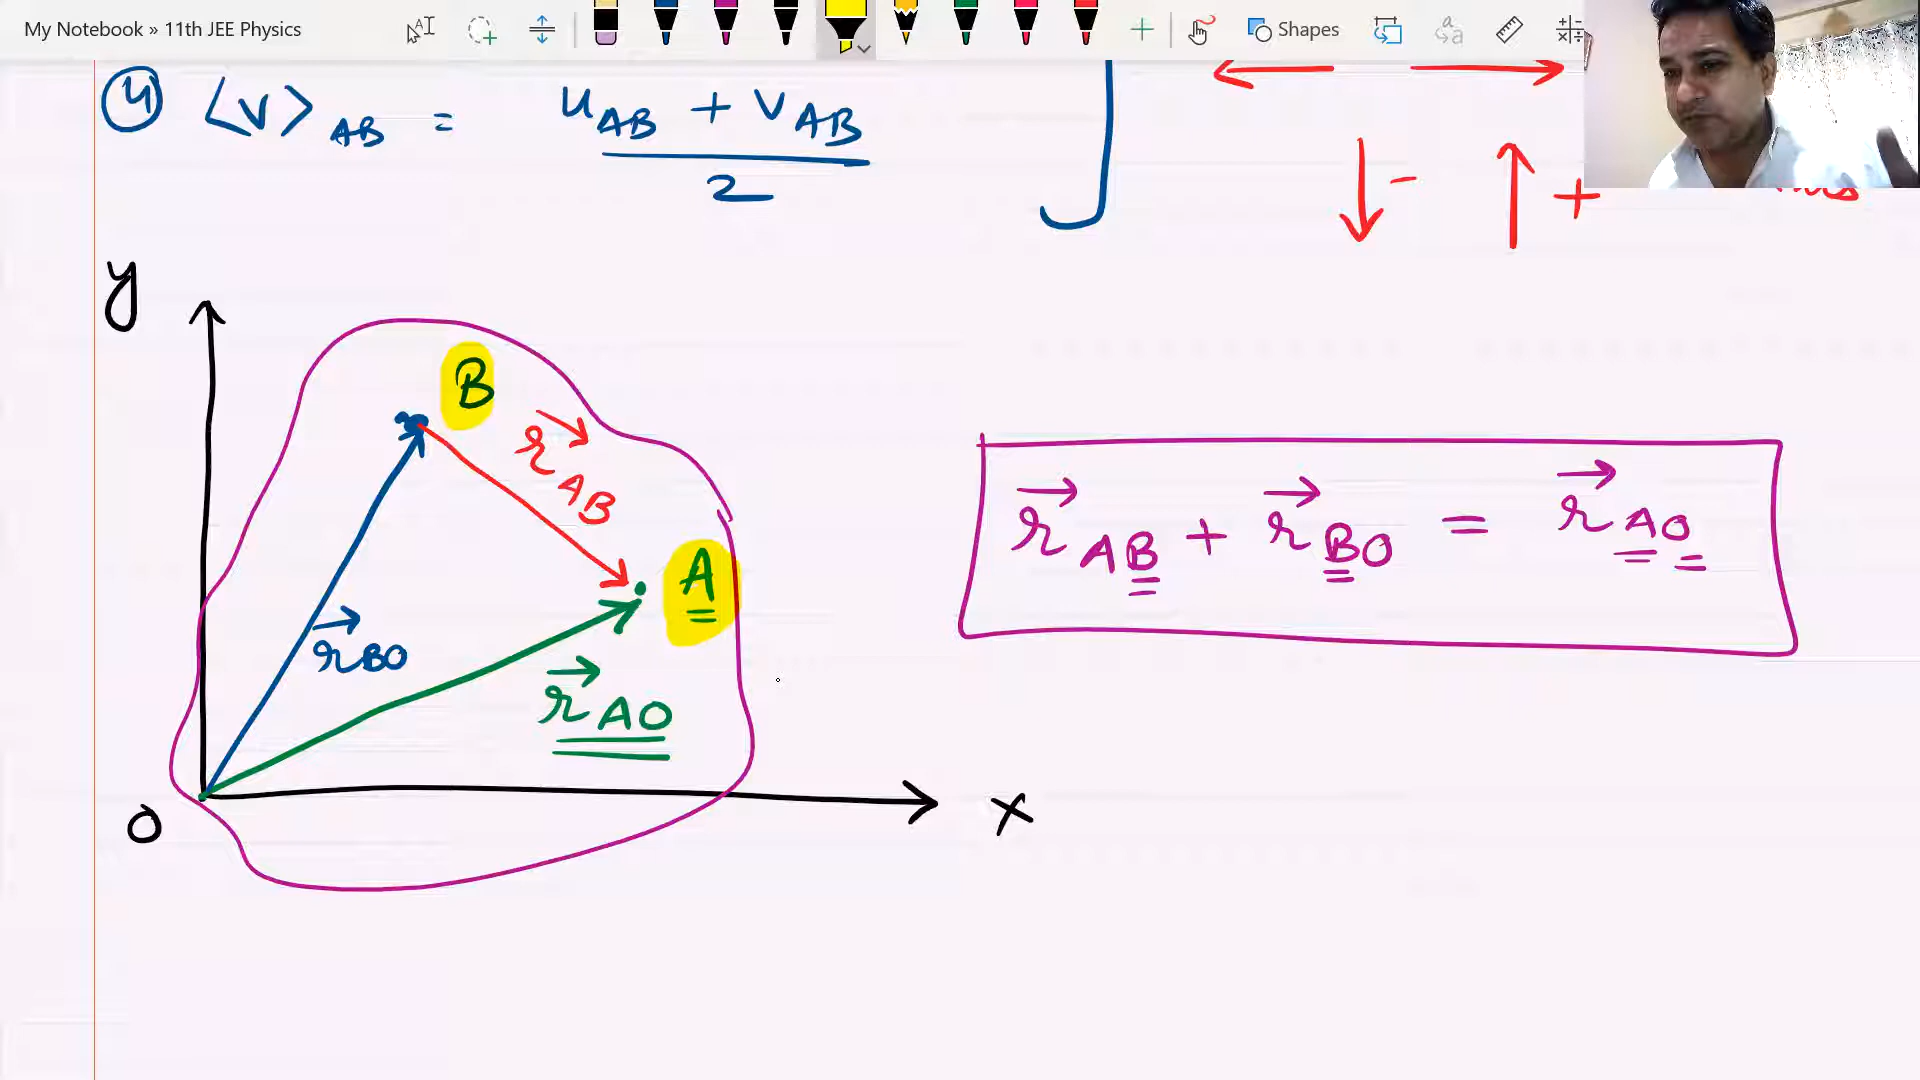 My Notebook » 11th JEE Physics
Shapes
④ <v>AB = uAB + vAB / 2
- +
y
B
r⃗AB
A
r⃗AB + r⃗BO = r⃗AO
r⃗BO
r⃗AO
O
x